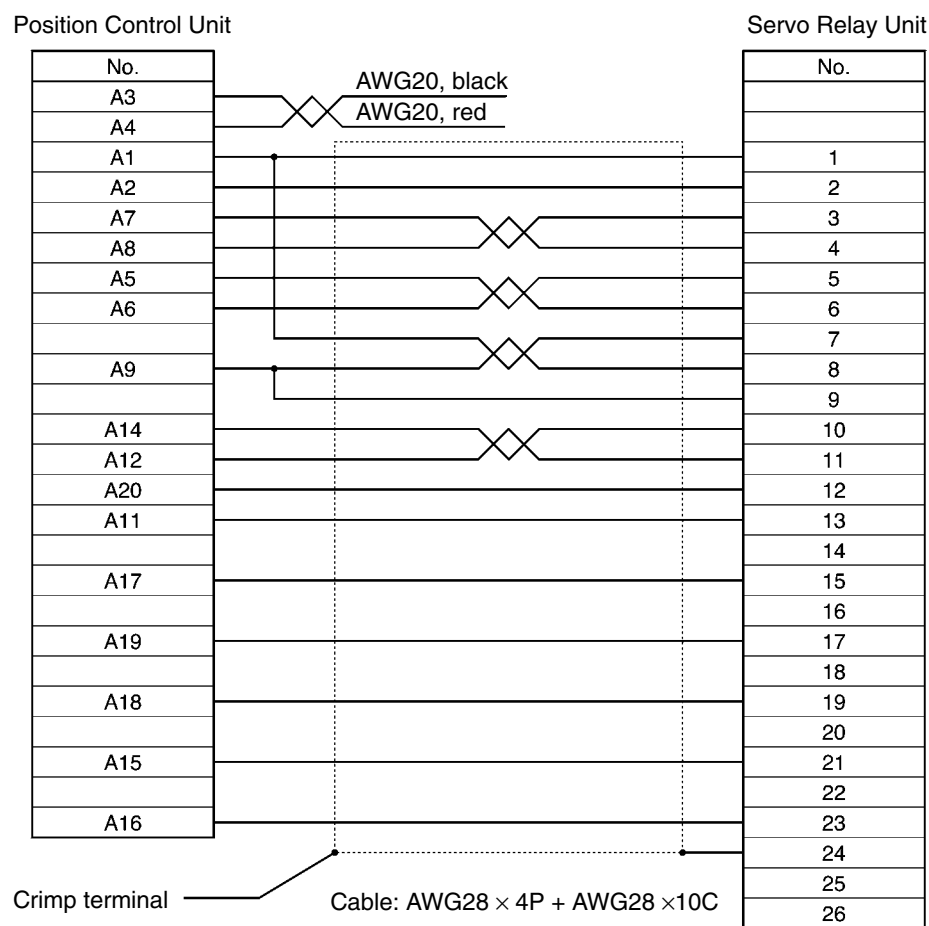 Position Control Unit Servo Relay Unit
No. No.
A3 AWG20, black
A4 AWG20, red
A1 1
A2 2
A7 3
A8 4
A5 5
A6 6
7
A9 8
9
A14 10
A12 11
A20 12
A11 13
14
A17 15
16
A19 17
18
A18 19
20
A15 21
22
A16 23
24
25
Crimp terminal Cable: AWG28 × 4P + AWG28 ×10C
26